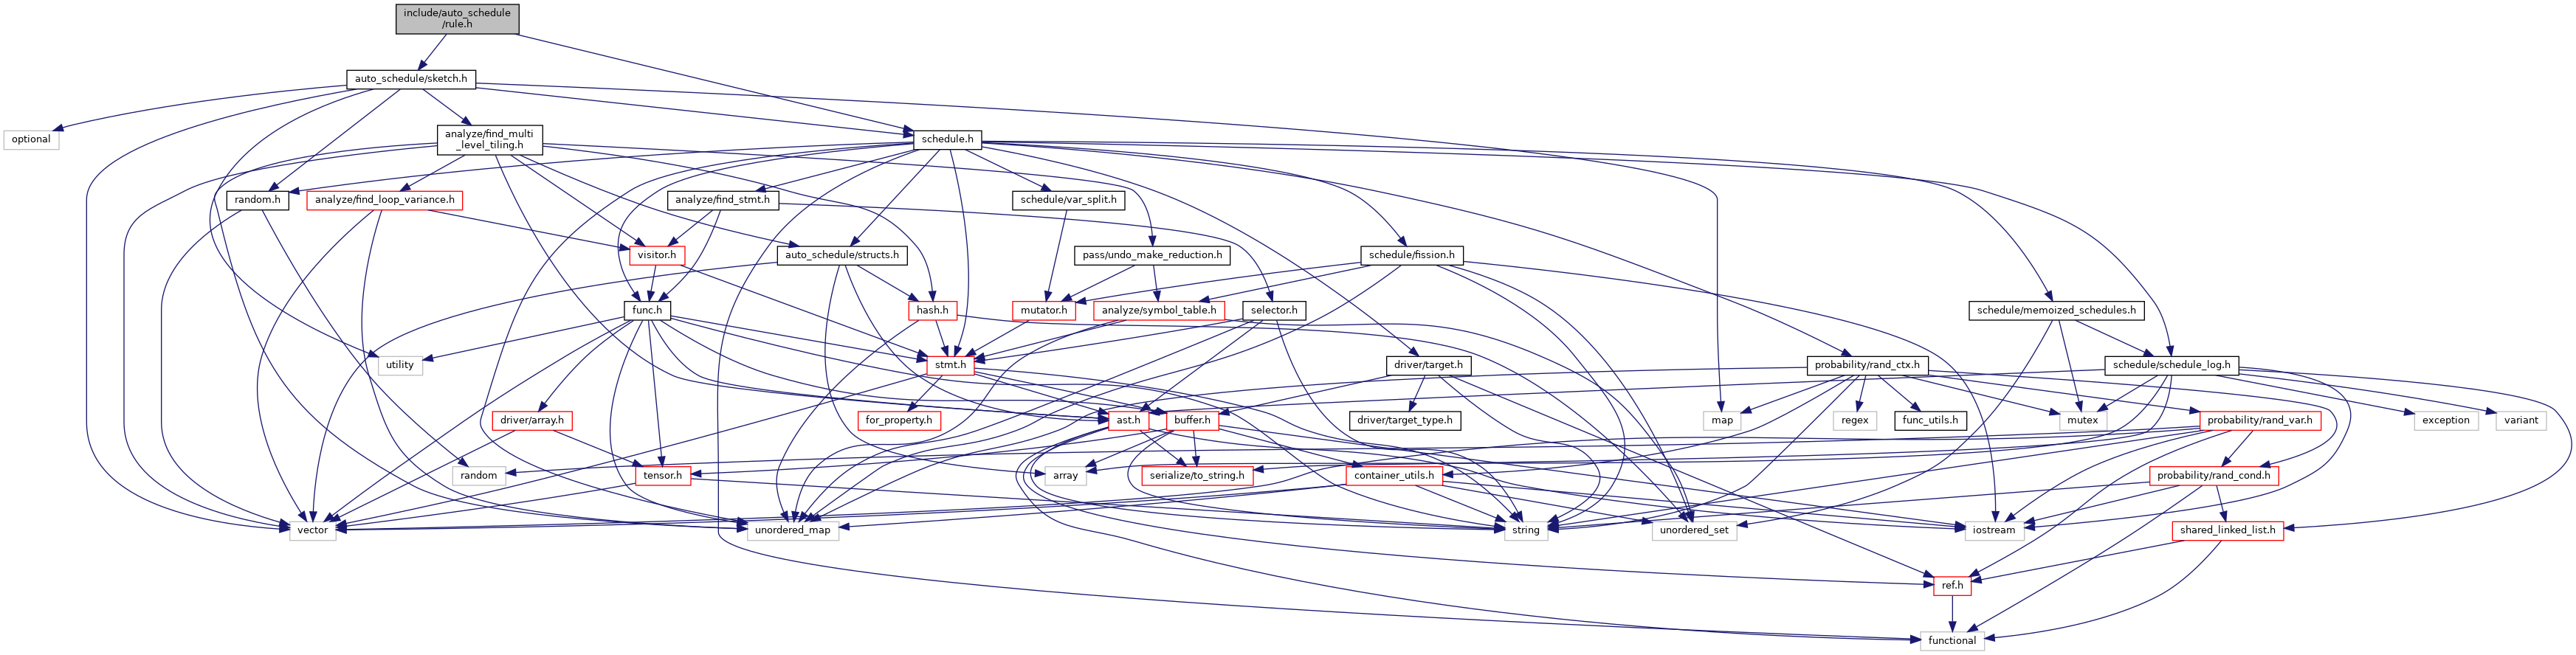 include/auto_schedule
/rule.h
auto_schedule/sketch.h
optional
analyze/find_multi
_level_tiling.h
schedule.h
random.h
analyze/find_loop_variance.h
analyze/find_stmt.h
schedule/var_split.h
visitor.h
auto_schedule/structs.h
pass/undo_make_reduction.h
schedule/fission.h
func.h
hash.h
mutator.h
analyze/symbol_table.h
selector.h
schedule/memoized_schedules.h
utility
stmt.h
driver/target.h
probability/rand_ctx.h
schedule/schedule_log.h
driver/array.h
for_property.h
ast.h
buffer.h
driver/target_type.h
map
regex
func_utils.h
mutex
probability/rand_var.h
exception
variant
random
tensor.h
array
serialize/to_string.h
container_utils.h
probability/rand_cond.h
vector
unordered_map
string
unordered_set
iostream
shared_linked_list.h
ref.h
functional